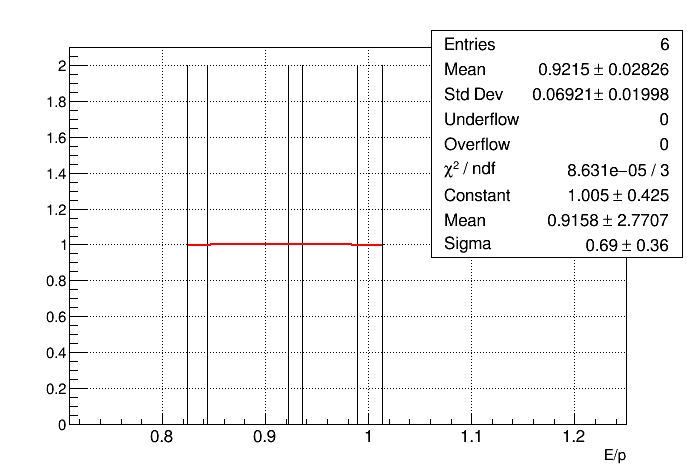 Entries 6
Mean 0.9215 ± 0.02826
Std Dev 0.06921± 0.01998
Underflow 0
Overflow 0
χ² / ndf 8.631e−05 / 3
Constant 1.005 ± 0.425
Mean 0.9158 ± 2.7707
Sigma 0.69 ± 0.36
2
1.8
1.6
1.4
1.2
1
0.8
0.6
0.4
0.2
0
0.8 0.9 1 1.1 1.2
E/p